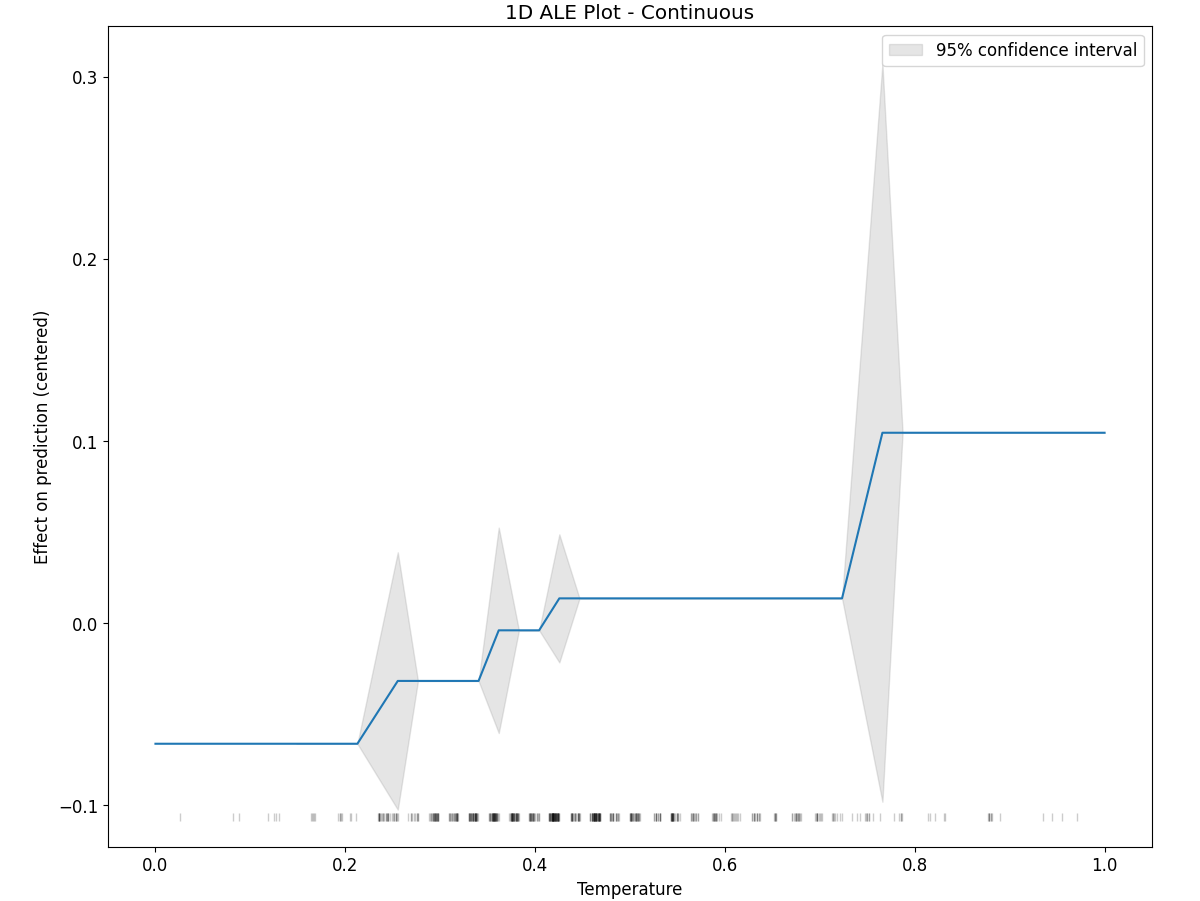 1D ALE Plot - Continuous
95% confidence interval
0.3
0.2
0.1
0.0
−0.1
Effect on prediction (centered)
0.0 0.2 0.4 0.6 0.8 1.0
Temperature